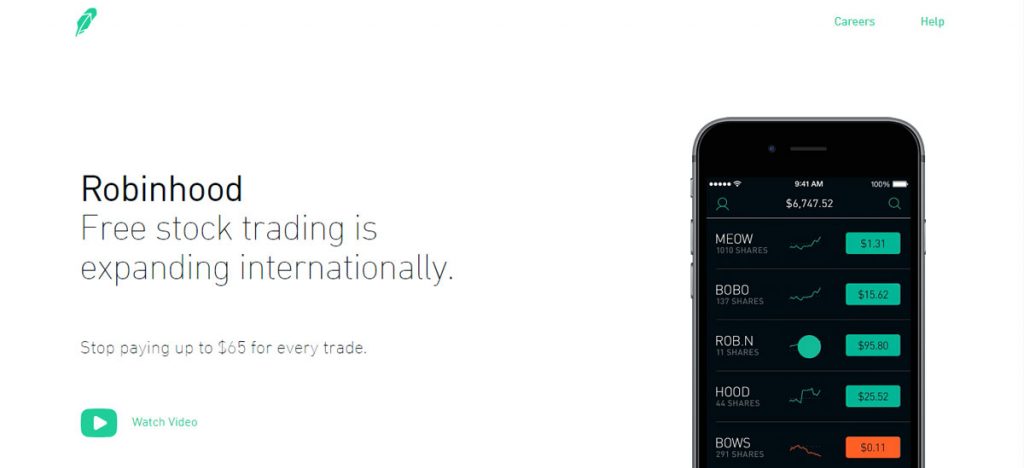 Careers Help
Robinhood
Free stock trading is
expanding internationally.
Stop paying up to $65 for every trade.
Watch Video
9:41 AM 100%
$6,747.52
MEOW
1010 SHARES
$1.31
BOBO
137 SHARES
$15.62
ROB.N
11 SHARES
$95.80
HOOD
44 SHARES
$25.52
BOWS
291 SHARES
$0.11